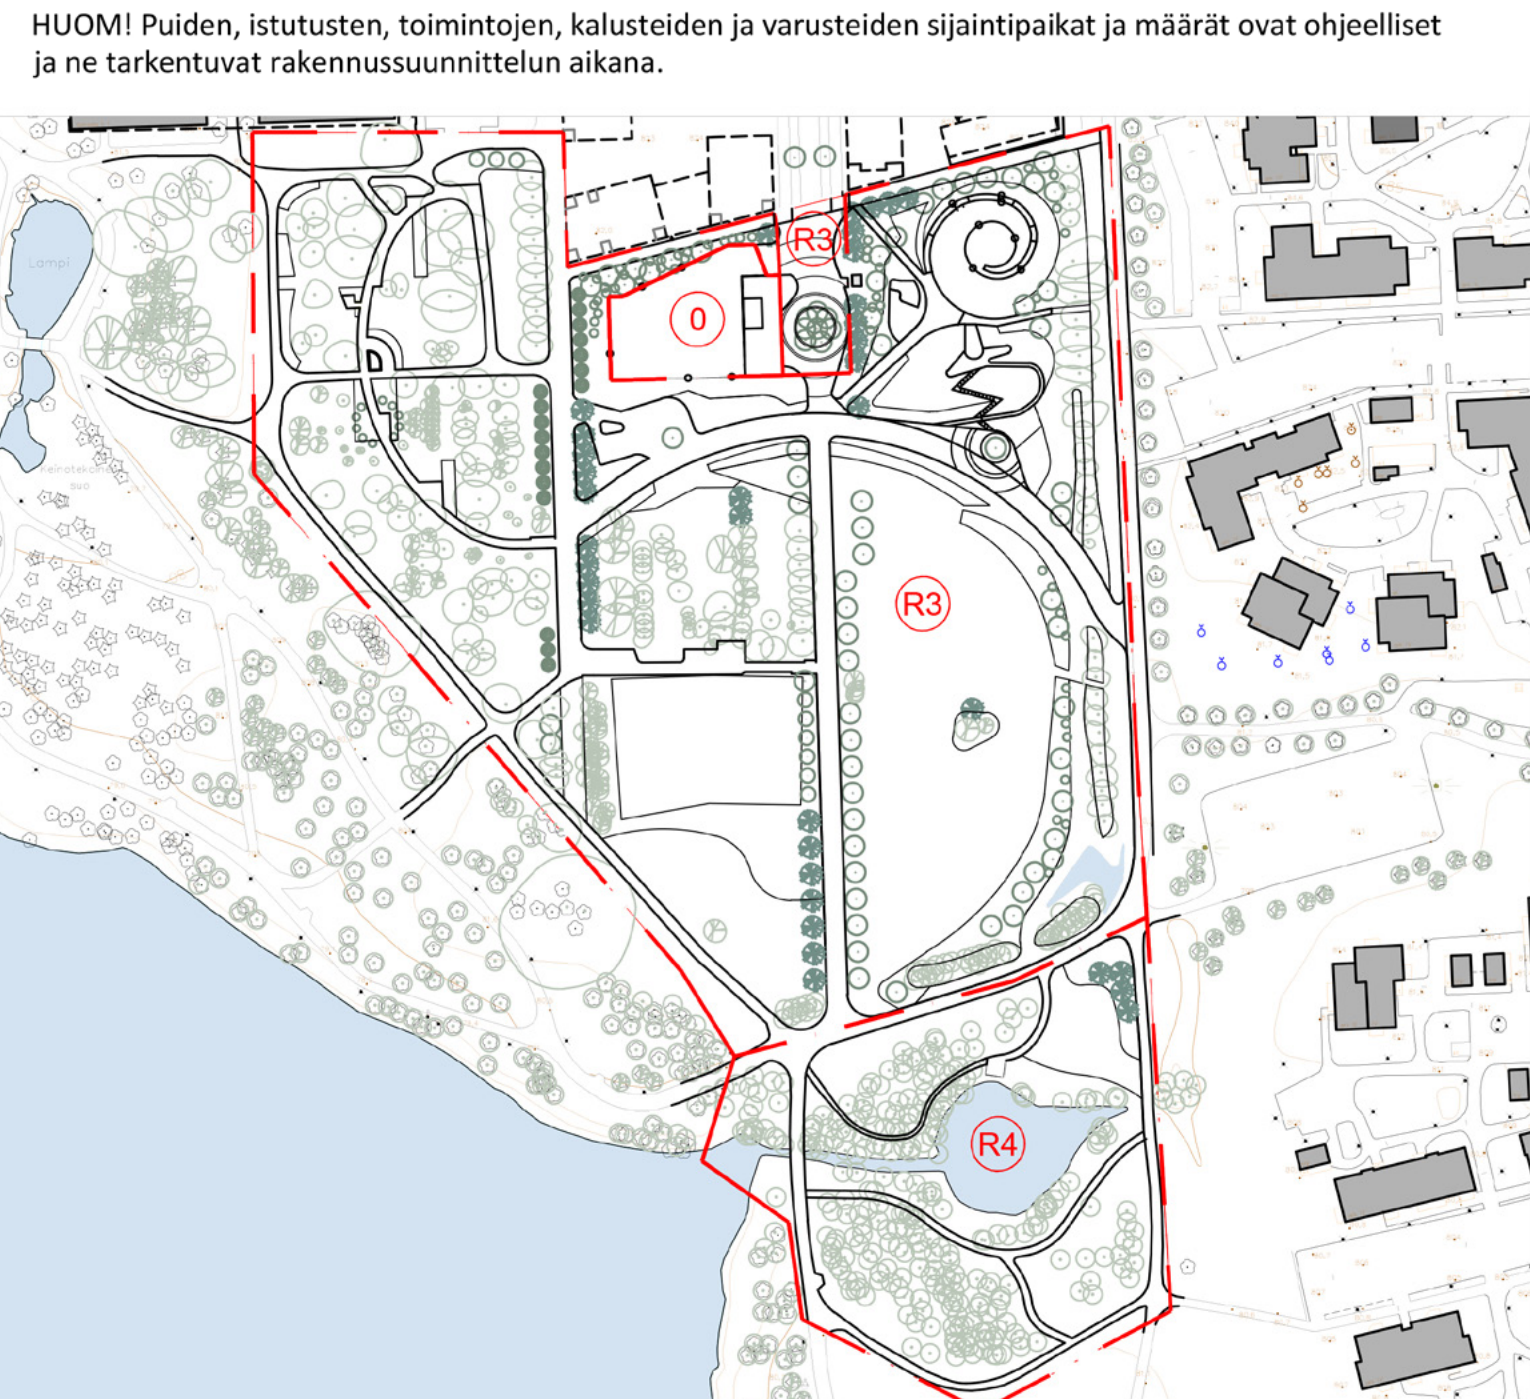 HUOM! Puiden, istutusten, toimintojen, kalusteiden ja varusteiden sijaintipaikat ja määrät ovat ohjeelliset
ja ne tarkentuvat rakennussuunnittelun aikana.
R3
Lampi
0
suo
R3
R4